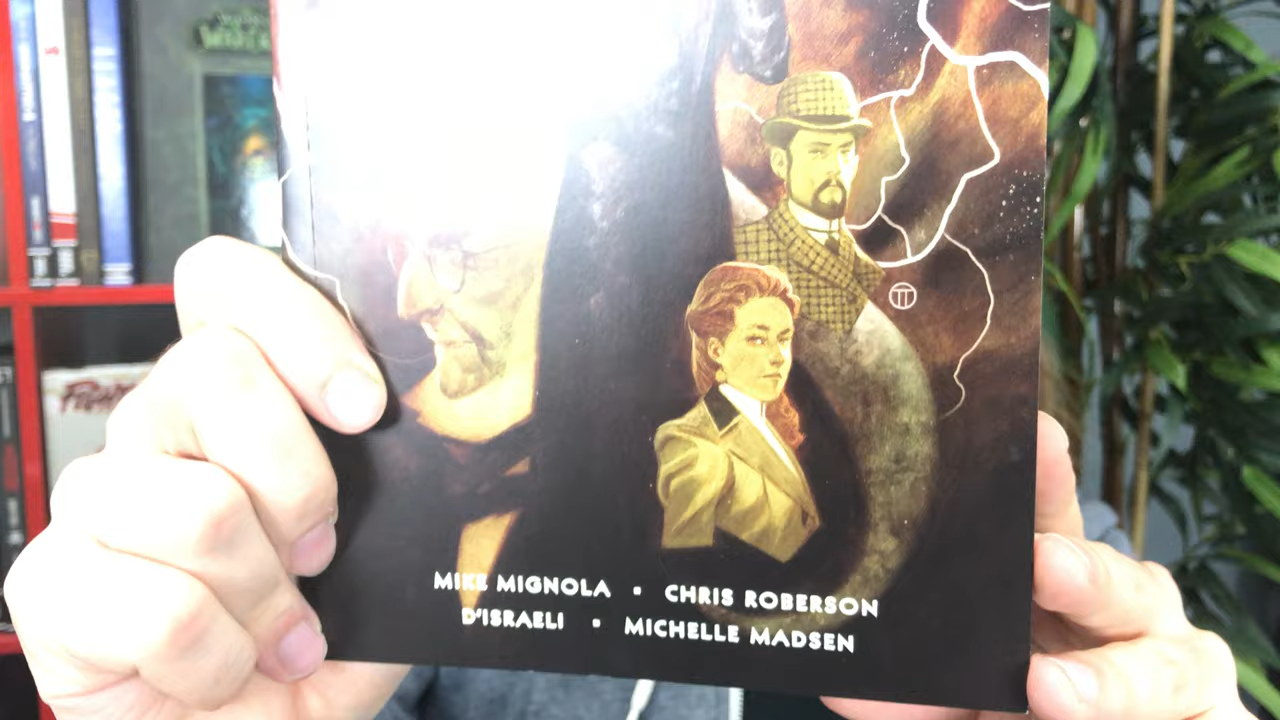 MIKE MIGNOLA ▪ CHRIS ROBERSON
D'ISRAELI ▪ MICHELLE MADSEN